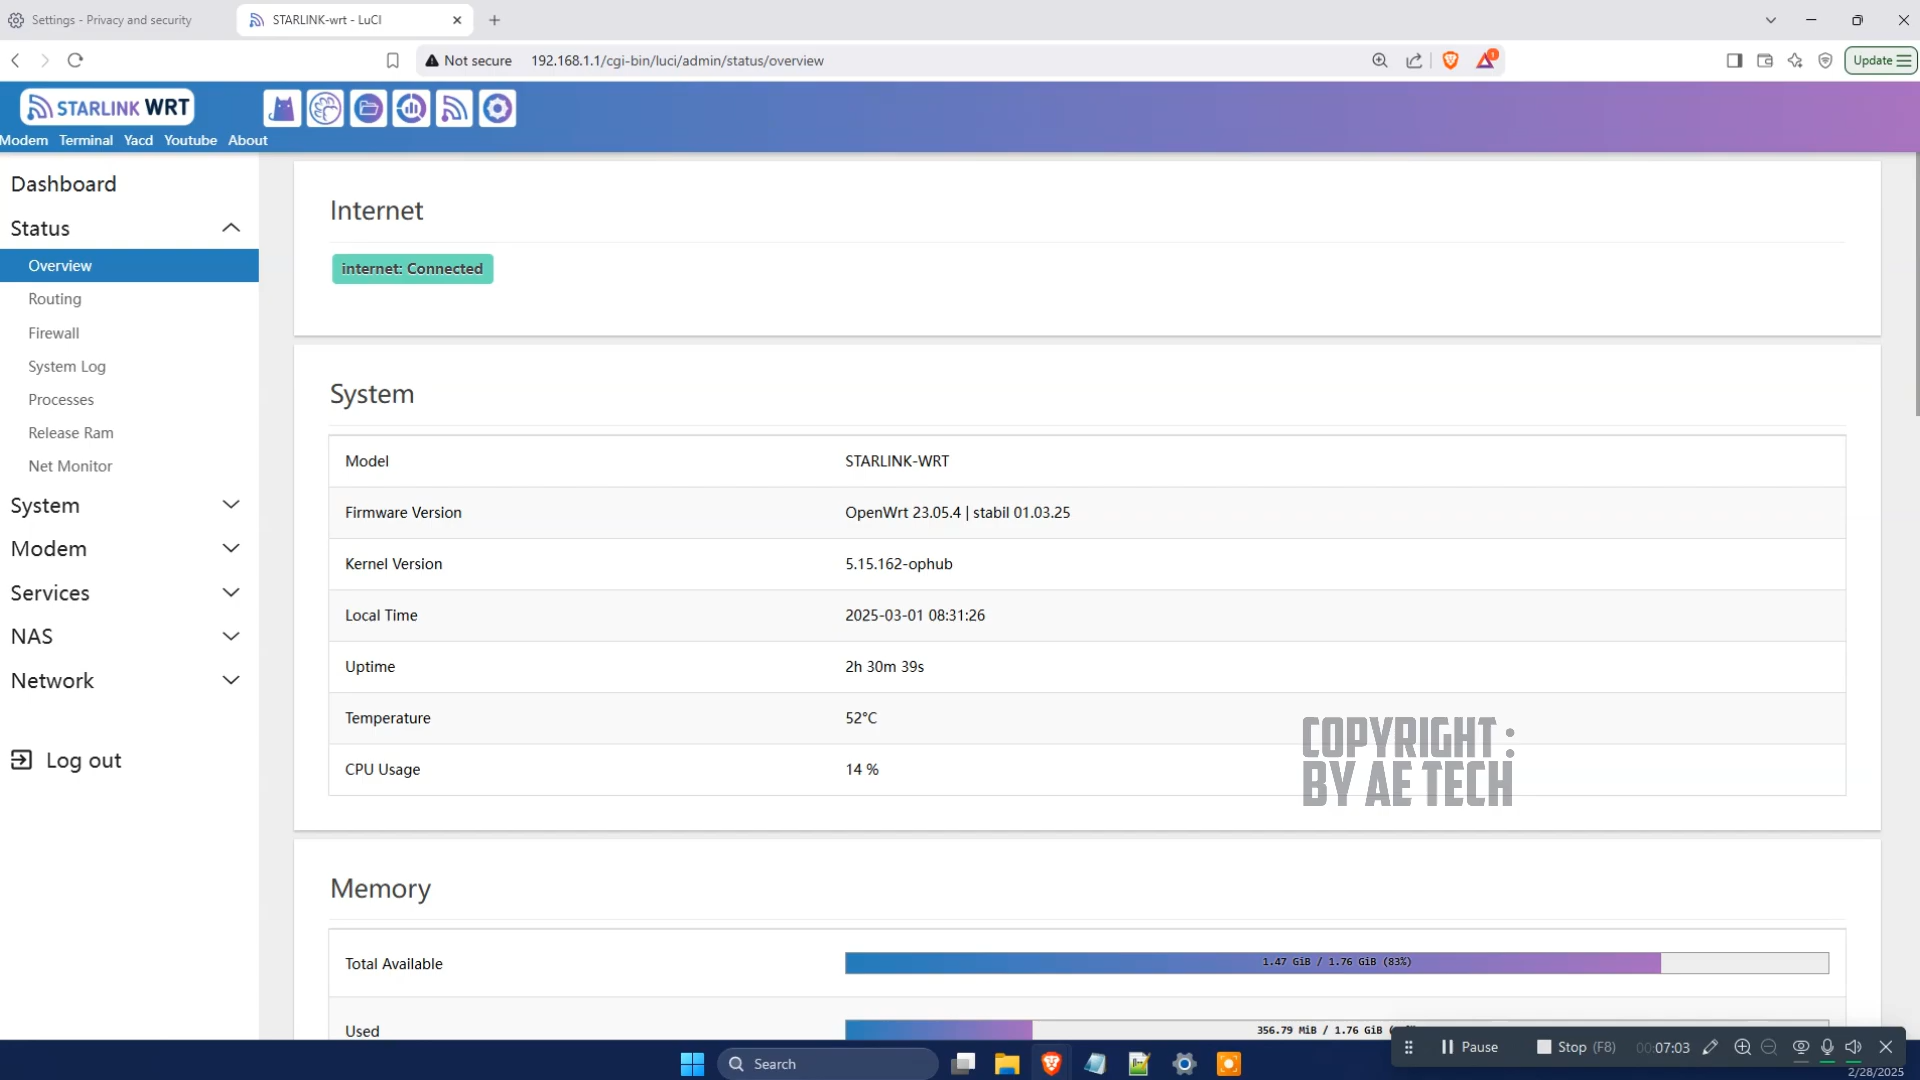 Settings - Privacy and security
STARLINK-wrt - LuCI
Not secure 192.168.1.1/cgi-bin/luci/admin/status/overview
1
Update
STARLINK WRT
Modem Terminal Yacd Youtube About
Dashboard
Status
Overview
Routing
Firewall
System Log
Processes
Release Ram
Net Monitor
System
Modem
Services
NAS
Network
Log out
Internet
internet: Connected
System
Model STARLINK-WRT
Firmware Version OpenWrt 23.05.4 | stabil 01.03.25
Kernel Version 5.15.162-ophub
Local Time 2025-03-01 08:31:26
Uptime 2h 30m 39s
Temperature 52°C
CPU Usage 14 %
COPYRIGHT :
BY AE TECH
Memory
Total Available 1.47 GiB / 1.76 GiB (83%)
Used 356.79 MiB / 1.76 GiB
Search
Pause Stop (F8) 00:07:03
2/28/2025